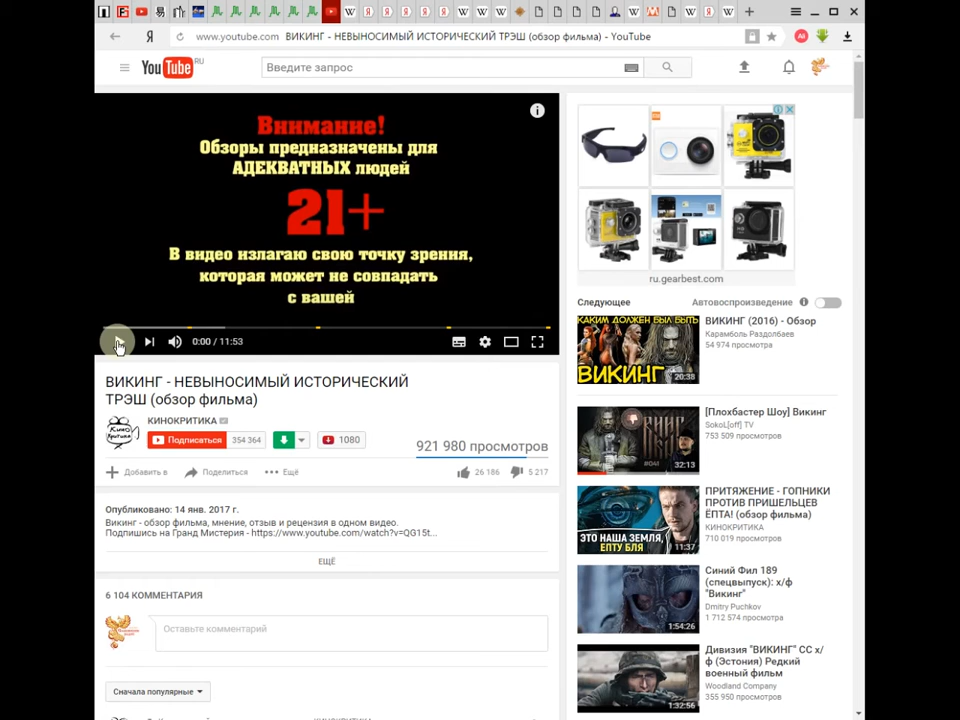 www.youtube.com ВИКИНГ - НЕВЫНОСИМЫЙ ИСТОРИЧЕСКИЙ ТРЭШ (обзор фильма) - YouTube
YouTube RU
Введите запрос
Внимание!
Обзоры предназначены для
АДЕКВАТНЫХ людей
21+
В видео излагаю свою точку зрения,
которая может не совпадать
с вашей
0:00 / 11:53
ВИКИНГ - НЕВЫНОСИМЫЙ ИСТОРИЧЕСКИЙ
ТРЭШ (обзор фильма)
КИНОКРИТИКА
Подписаться 354 364
1080
921 980 просмотров
Добавить в
Поделиться
Ещё
26 186
5 217
Опубликовано: 14 янв. 2017 г.
Викинг - обзор фильма, мнение, отзыв и рецензия в одном видео.
Подпишись на Гранд Мистерия - https://www.youtube.com/watch?v=QG15t...
ЕЩЁ
6 104 КОММЕНТАРИЯ
Оставьте комментарий
Сначала популярные
ru.gearbest.com
Следующее
Автовоспроизведение
КАКИМ ДОЛЖЕН БЫЛ БЫТЬ
ВИКИНГ
20:38
ВИКИНГ (2016) - Обзор
Карамболь Раздолбаев
54 974 просмотра
#041
32:13
[Плохбастер Шоу] Викинг
SokoL[off] TV
753 509 просмотров
ЭТО НАША ЗЕМЛЯ,
ЕПТУ БЛЯ
11:37
ПРИТЯЖЕНИЕ - ГОПНИКИ
ПРОТИВ ПРИШЕЛЬЦЕВ
ЁПТА! (обзор фильма)
КИНОКРИТИКА
710 019 просмотров
1:54:26
Синий Фил 189
(спецвыпуск): х/ф
"Викинг"
Dmitry Puchkov
1 712 574 просмотра
1:32:56
Дивизия "ВИКИНГ" СС х/
ф (Эстония) Редкий
военный фильм
Woodland Company
355 950 просмотров